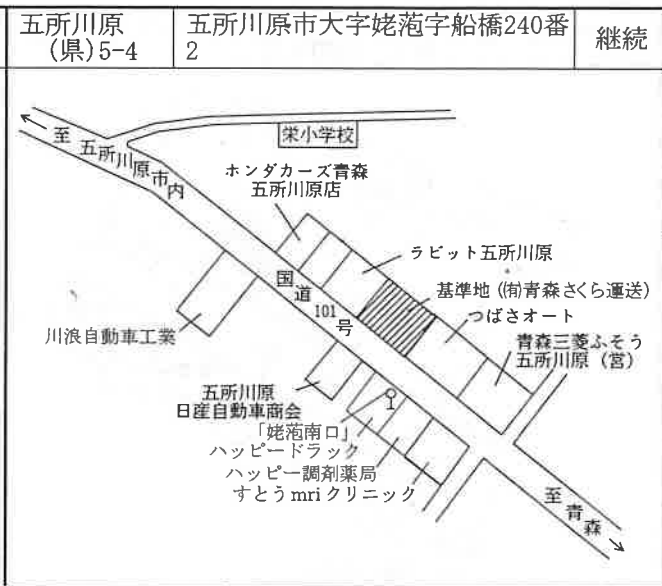 五所川原
(県)5-4
五所川原市大字姥萢字船橋240番
2
継続
至五所川原市内
栄小学校
ホンダカーズ青森
五所川原店
ラビット五所川原
基準地 (㈲青森さくら運送)
つばさオート
青森三菱ふそう
五所川原（営）
国道101号
川浪自動車工業
五所川原
日産自動車商会
「姥萢南口」
ハッピードラック
ハッピー調剤薬局
すとうmriクリニック
至青森